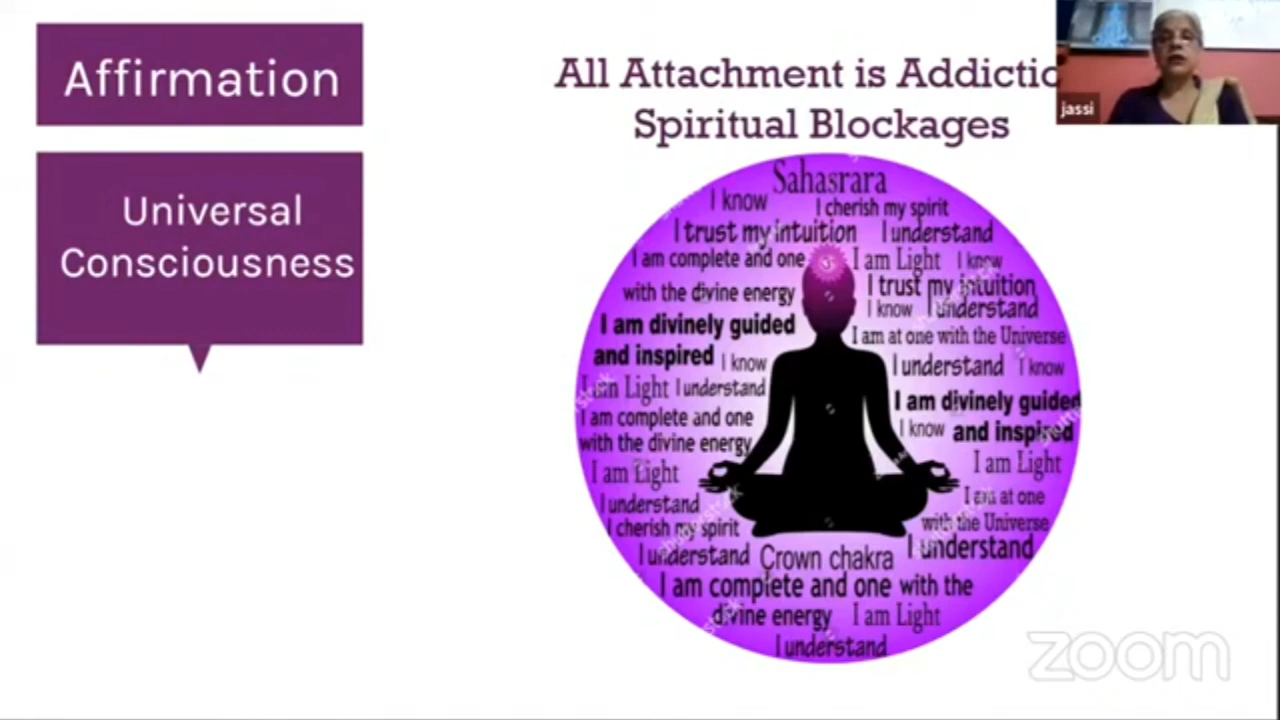 Affirmation
Universal
Consciousness
All Attachment is Addictio
Spiritual Blockages
jassi
Sahasrara
I know
I cherish my spirit
I trust my intuition I understand
I am complete and one
I am Light I know
with the divine energy
I trust my intuition
I know I understand
I am divinely guided
and inspired I know
I am at one with the Universe
I understand I know
I am Light I understand
I am divinely guided
I am complete and one
with the divine energy
I know and inspired
I am Light
I am Light
I understand
I am at one
with the Universe
I cherish my spirit
I understand
I understand
Crown chakra
I am complete and one with the
divine energy I am Light
I understand
zoom